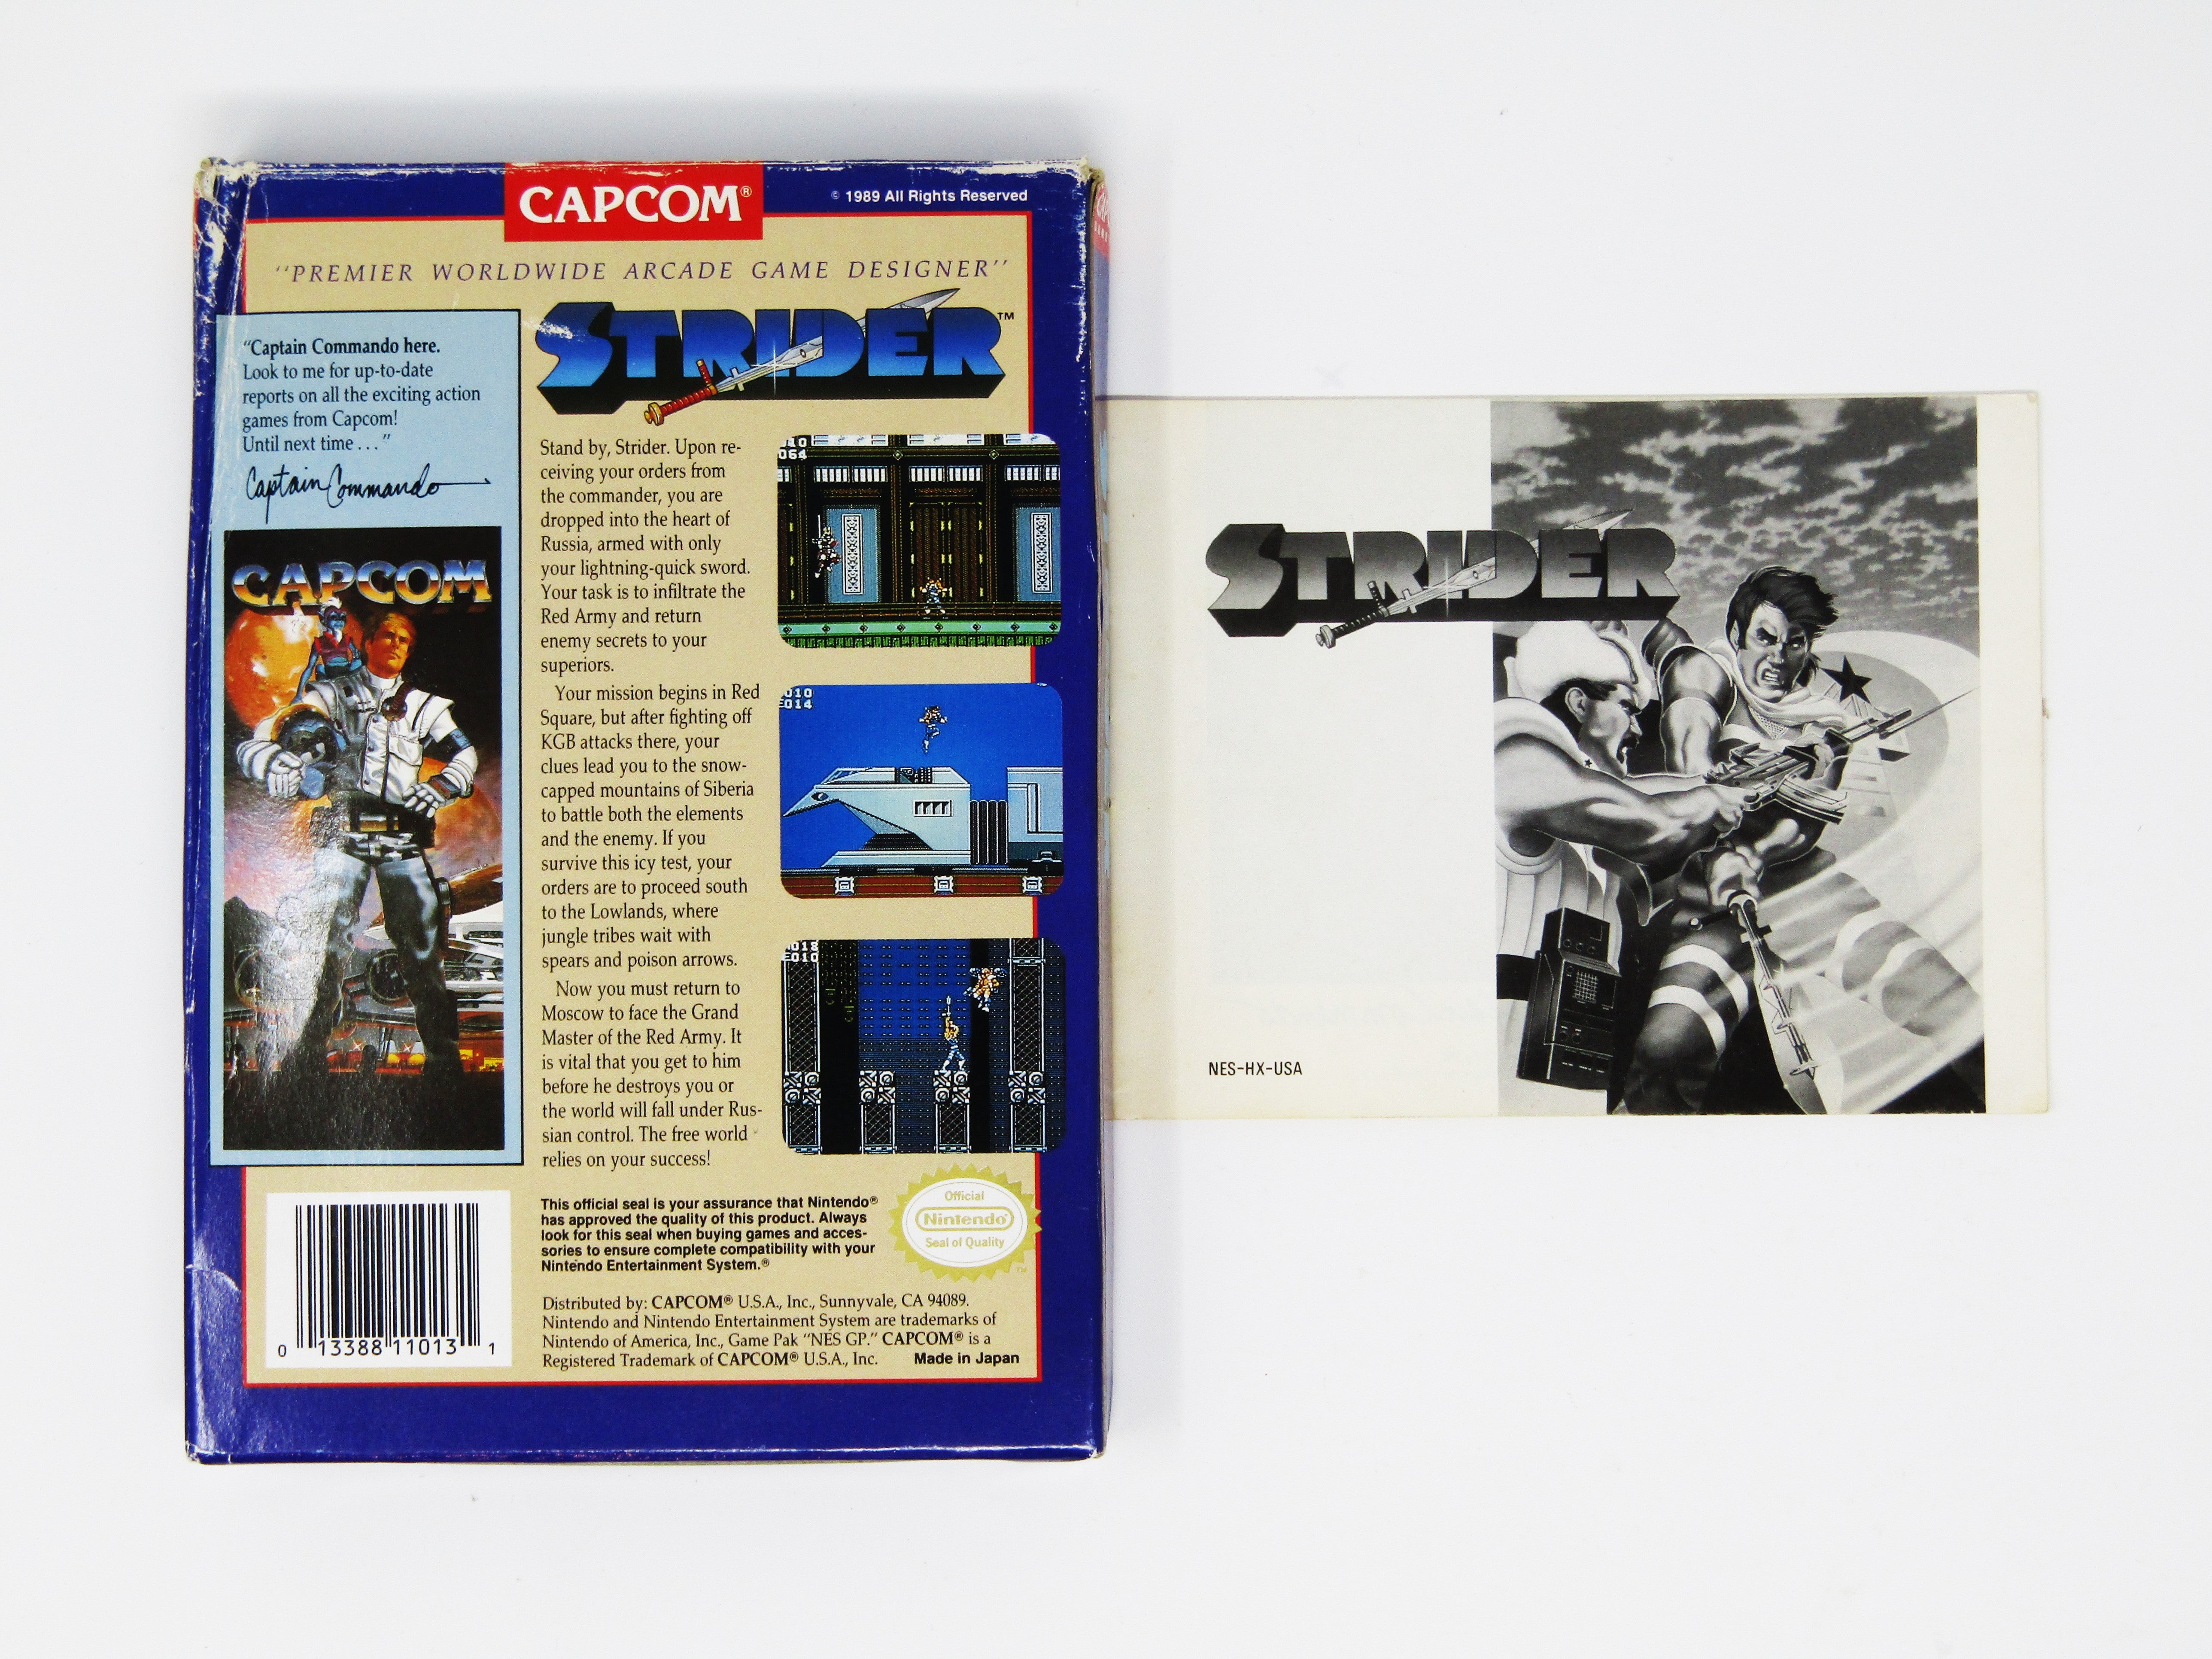 CAPCOM®
© 1989 All Rights Reserved
"PREMIER WORLDWIDE ARCADE GAME DESIGNER"
STRIDER™
"Captain Commando here.
Look to me for up-to-date
reports on all the exciting action
games from Capcom!
Until next time . . ."
Captain Commando
CAPCOM
Stand by, Strider. Upon re-
ceiving your orders from
the commander, you are
dropped into the heart of
Russia, armed with only
your lightning-quick sword.
Your task is to infiltrate the
Red Army and return
enemy secrets to your
superiors.
Your mission begins in Red
Square, but after fighting off
KGB attacks there, your
clues lead you to the snow-
capped mountains of Siberia
to battle both the elements
and the enemy. If you
survive this icy test, your
orders are to proceed south
to the Lowlands, where
jungle tribes wait with
spears and poison arrows.
Now you must return to
Moscow to face the Grand
Master of the Red Army. It
is vital that you get to him
before he destroys you or
the world will fall under Rus-
sian control. The free world
relies on your success!
10
064
010
014
018
010
This official seal is your assurance that Nintendo®
has approved the quality of this product. Always
look for this seal when buying games and acces-
sories to ensure complete compatibility with your
Nintendo Entertainment System.®
Official
Nintendo®
Seal of Quality
TM
Distributed by: CAPCOM® U.S.A., Inc., Sunnyvale, CA 94089.
Nintendo and Nintendo Entertainment System are trademarks of
Nintendo of America, Inc., Game Pak "NES GP." CAPCOM® is a
Registered Trademark of CAPCOM® U.S.A., Inc. Made in Japan
0 13388 11013 1
STRIDER
NES-HX-USA